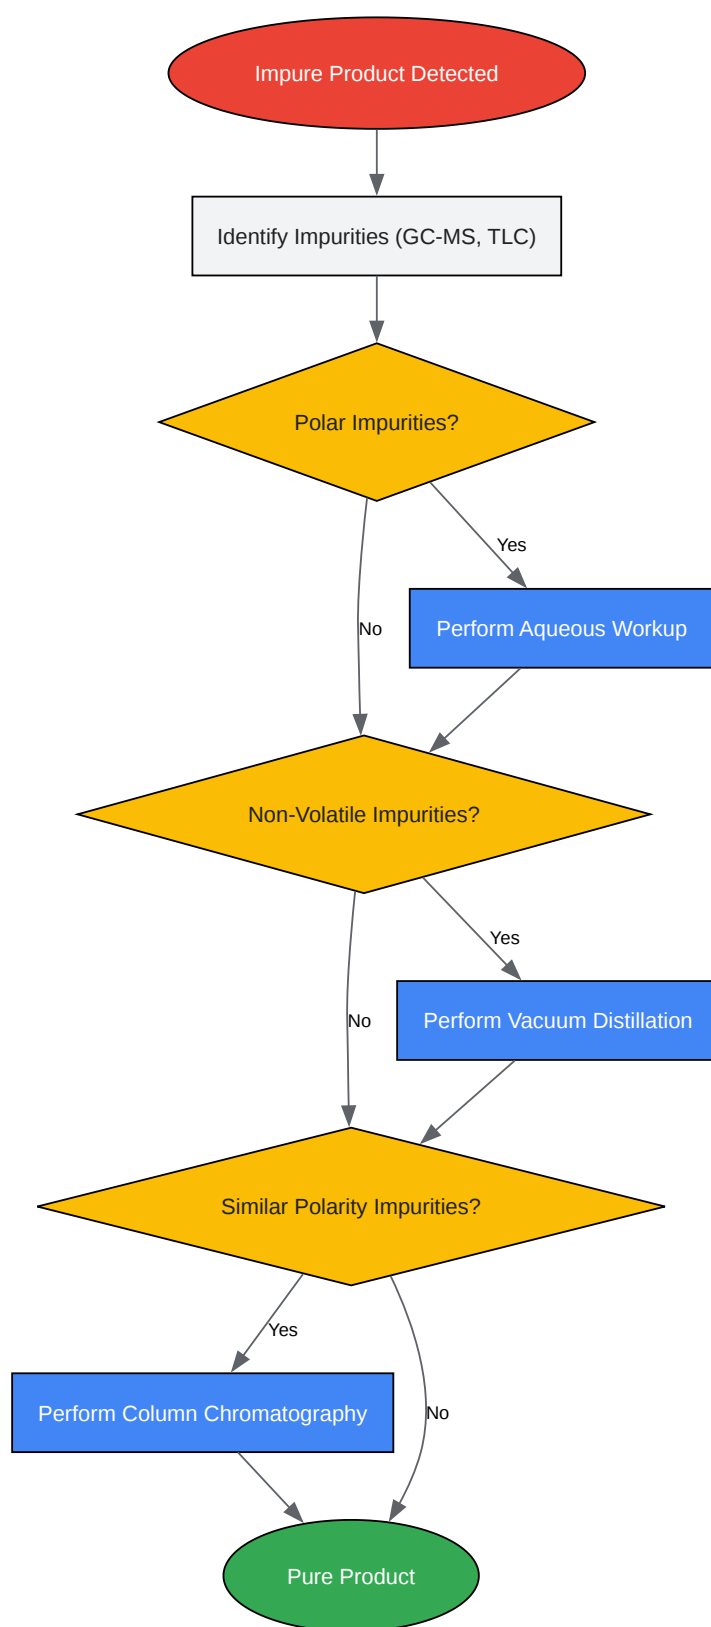 Impure Product Detected
Identify Impurities (GC-MS, TLC)
Polar Impurities?
Yes
No
Perform Aqueous Workup
Non-Volatile Impurities?
Yes
No
Perform Vacuum Distillation
Similar Polarity Impurities?
Yes
No
Perform Column Chromatography
Pure Product